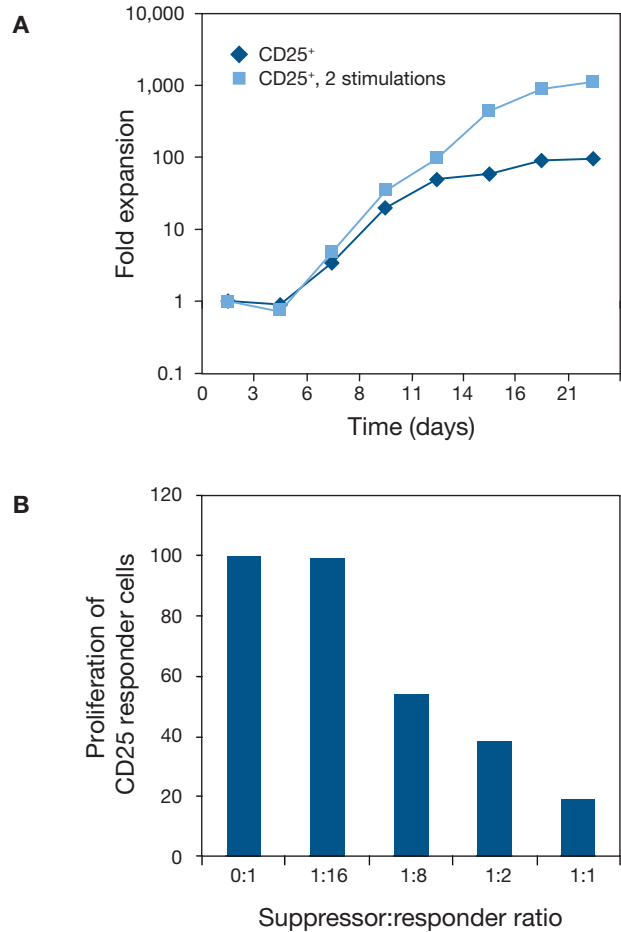 A
10,000
1,000
100
10
1
0.1
Fold expansion
CD25⁺
CD25⁺, 2 stimulations
0 3 6 8 11 14 16 21
Time (days)
B
120
100
80
60
40
20
0
Proliferation of
CD25 responder cells
0:1 1:16 1:8 1:2 1:1
Suppressor:responder ratio